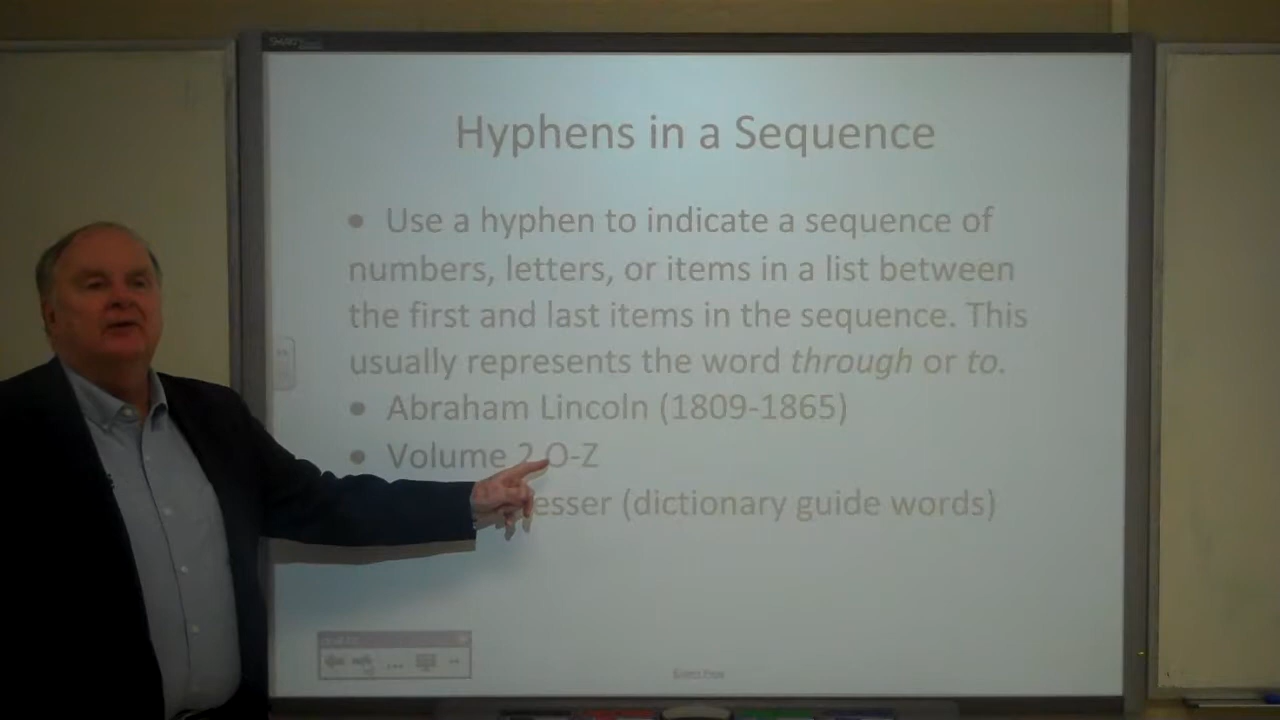 SMART
Hyphens in a Sequence
• Use a hyphen to indicate a sequence of
numbers, letters, or items in a list between
the first and last items in the sequence. This
usually represents the word through or to.
• Abraham Lincoln (1809-1865)
• Volume 2 O-Z
esser (dictionary guide words)